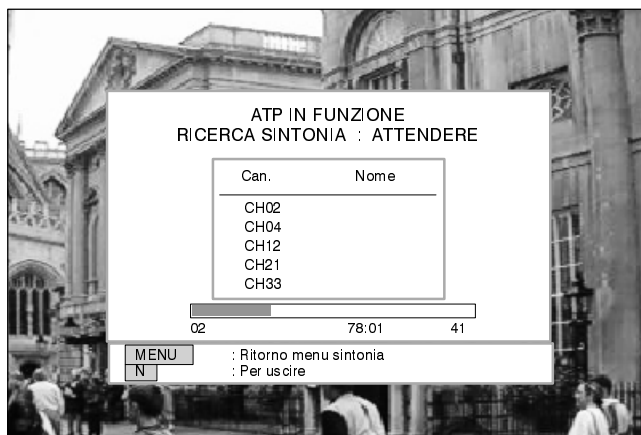 ATP IN FUNZIONE
RICERCA SINTONIA : ATTENDERE
Can. Nome
CH02
CH04
CH12
CH21
CH33
02 78:01 41
MENU : Ritorno menu sintonia
N : Per uscire